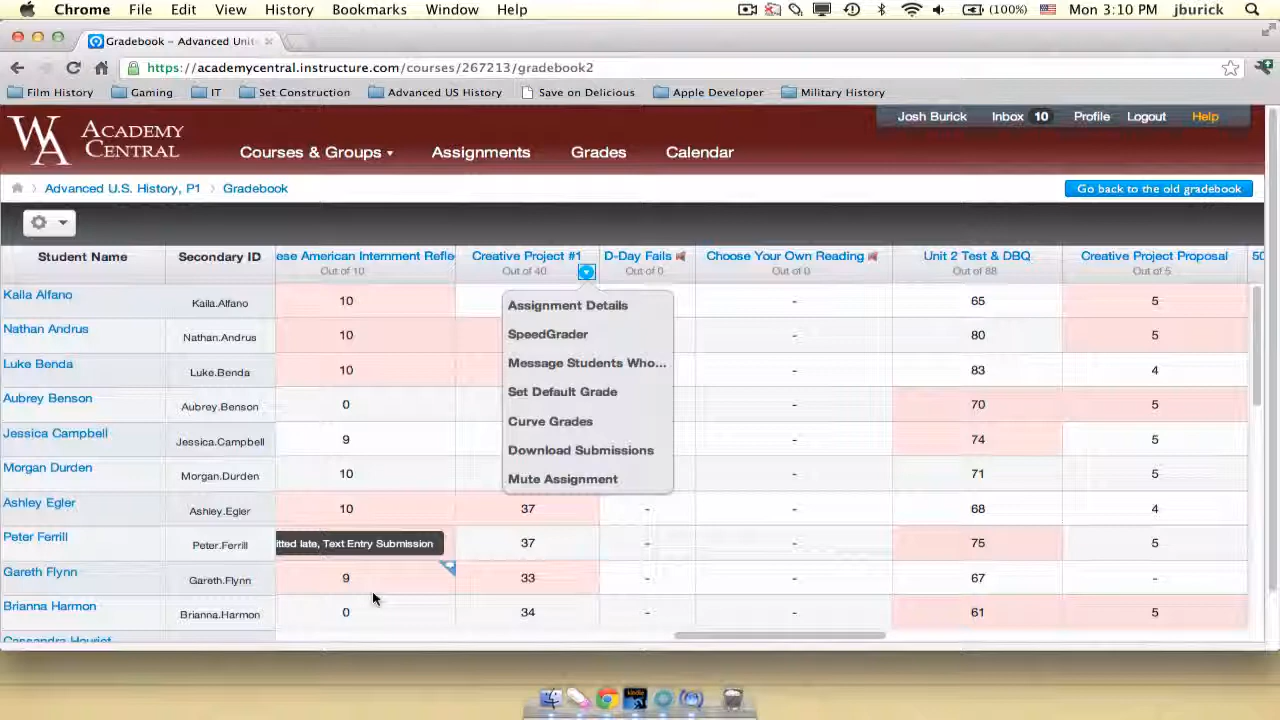 Chrome File Edit View History Bookmarks Window Help (100%) Mon 3:10 PM jburick
Gradebook – Advanced Unit
https://academycentral.instructure.com/courses/267213/gradebook2
Film History Gaming IT Set Construction Advanced US History Save on Delicious Apple Developer Military History
Josh Burick Inbox 10 Profile Logout Help
WA ACADEMY CENTRAL
Courses & Groups Assignments Grades Calendar
Advanced U.S. History, P1 Gradebook Go back to the old gradebook
Student Name Secondary ID ese American Internment Refle Creative Project #1 D-Day Fails Choose Your Own Reading Unit 2 Test & DBQ Creative Project Proposal 50
Out of 10 Out of 40 Out of 0 Out of 0 Out of 88 Out of 5
Kaila Alfano Kaila.Alfano 10 - 65 5
Assignment Details
Nathan Andrus Nathan.Andrus 10 - 80 5
SpeedGrader
Luke Benda Luke.Benda 10 - 83 4
Message Students Who...
Aubrey Benson Aubrey.Benson 0 - 70 5
Set Default Grade
Jessica Campbell Jessica.Campbell 9 - 74 5
Curve Grades
Morgan Durden Morgan.Durden 10 - 71 5
Download Submissions
Mute Assignment
Ashley Egler Ashley.Egler 10 37 - - 68 4
Peter Ferrill Peter.Ferrill itted late, Text Entry Submission 37 - - 75 5
Gareth Flynn Gareth.Flynn 9 33 - - 67 -
Brianna Harmon Brianna.Harmon 0 34 - - 61 5
Cassandra Houriet
kindle